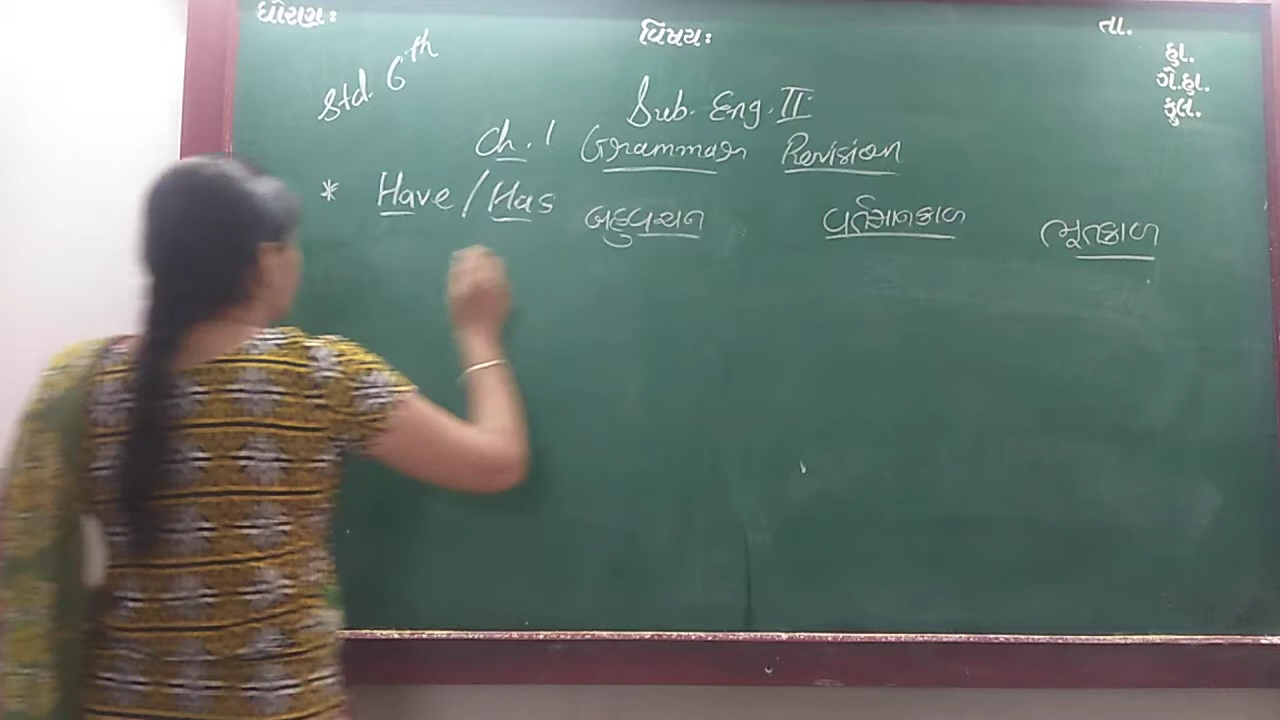 ધોરણ: વિષય: તા.
હા.
ગે.હા.
કુલ.
Std. 6th
Sub. Eng. II
Ch. 1 Grammar Revision
* Have / Has બહુવચન વર્તમાનકાળ ભૂતકાળ